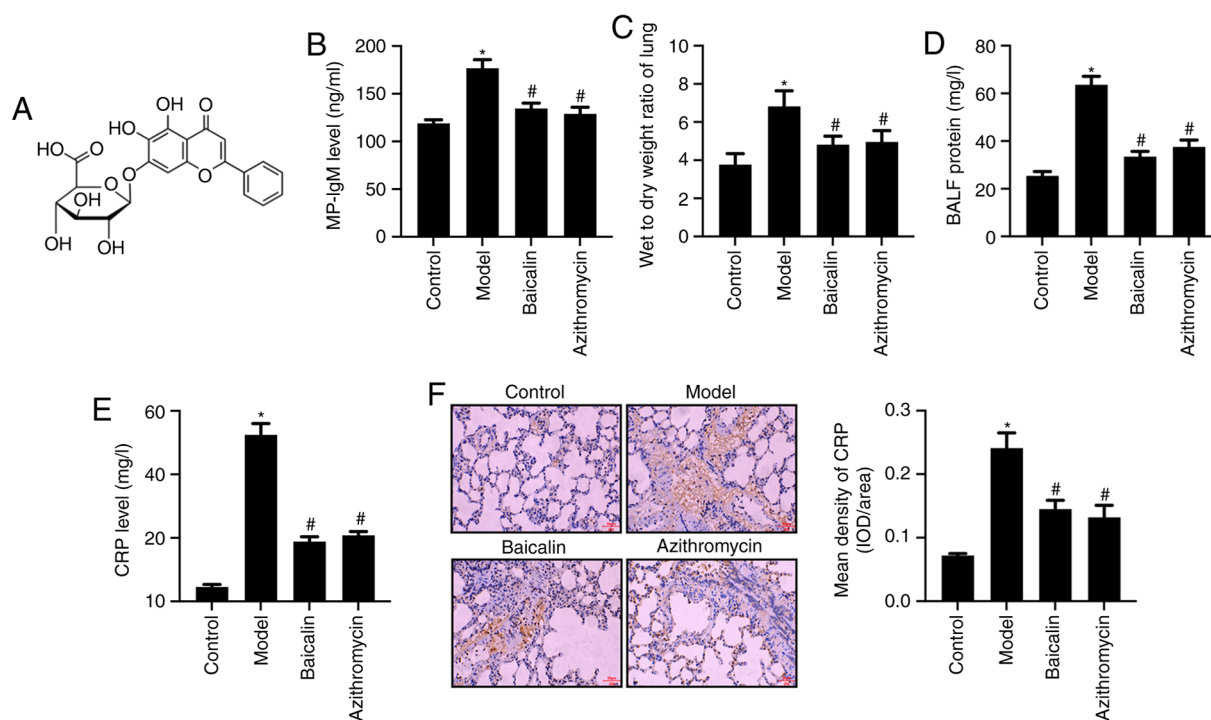 A
OH
O
HO
HO
O
O
O
O
OH
HO
OH
OH
B
MP-IgM level (ng/ml)
200
150
100
50
0
*
#
#
Control
Model
Baicalin
Azithromycin
C
Wet to dry weight ratio of lung
10
8
6
4
2
0
*
#
#
Control
Model
Baicalin
Azithromycin
D
BALF protein (mg/l)
80
60
40
20
0
*
#
#
Control
Model
Baicalin
Azithromycin
E
CRP level (mg/l)
60
40
20
10
*
#
#
Control
Model
Baicalin
Azithromycin
F
Control
Model
Baicalin
Azithromycin
Mean density of CRP
(IOD/area)
0.3
0.2
0.1
0.0
*
#
#
Control
Model
Baicalin
Azithromycin